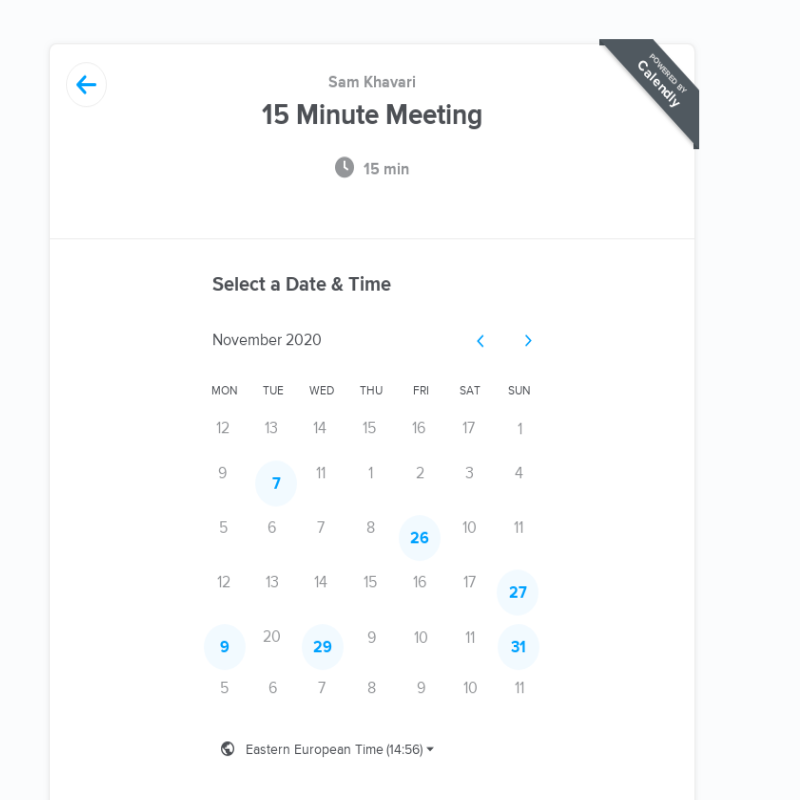 POWERED BY
Calendly
Sam Khavari
15 Minute Meeting
15 min
Select a Date & Time
November 2020
MON TUE WED THU FRI SAT SUN
12 13 14 15 16 17 1
9 7 11 1 2 3 4
5 6 7 8 26 10 11
12 13 14 15 16 17 27
9 20 29 9 10 11 31
5 6 7 8 9 10 11
Eastern European Time (14:56)